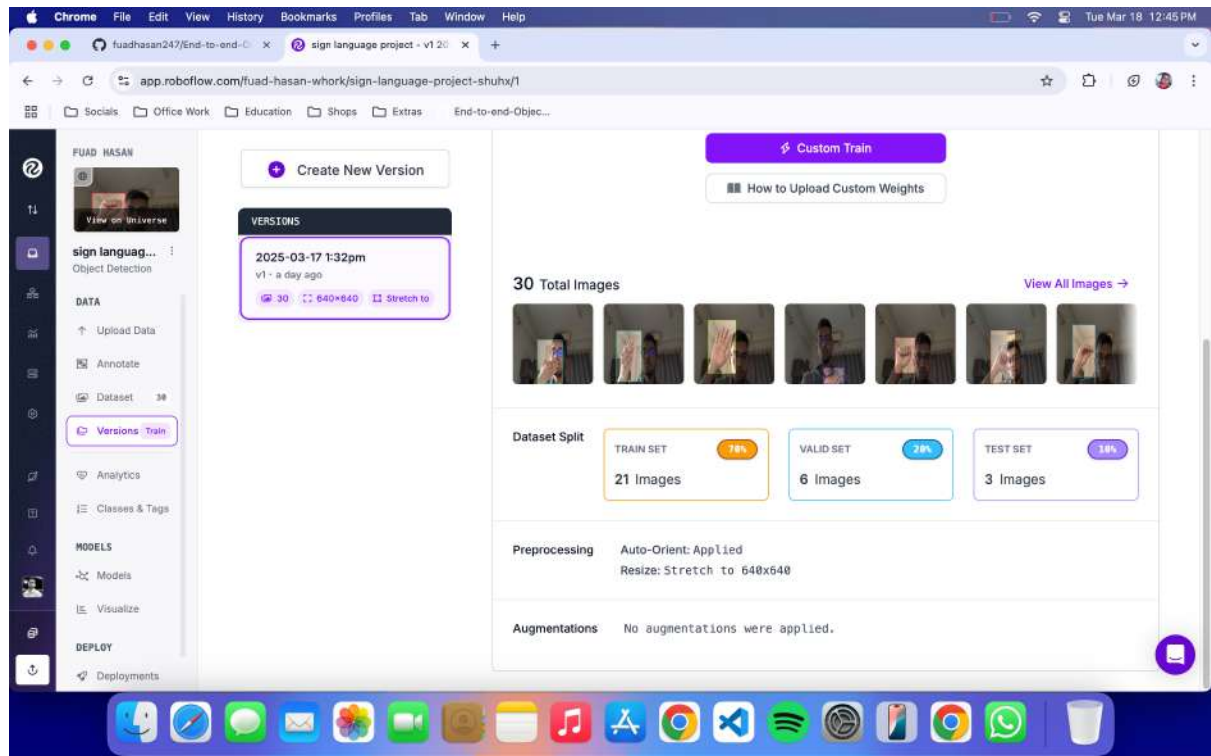 Chrome File Edit View History Bookmarks Profiles Tab Window Help Tue Mar 18 12:45 PM
fuadhasan247/End-to-end-O sign language project - v1 20
app.roboflow.com/fuad-hasan-whork/sign-language-project-shuhx/1
Socials Office Work Education Shops Extras End-to-end-Objec...
FUAD HASAN
View on Universe
sign languag...
Object Detection
DATA
Upload Data
Annotate
Dataset 30
Versions Train
Analytics
Classes & Tags
MODELS
Models
Visualize
DEPLOY
Deployments
Create New Version
VERSIONS
2025-03-17 1:32pm
v1 · a day ago
30 640×640 Stretch to
Custom Train
How to Upload Custom Weights
30 Total Images
View All Images →
Dataset Split
TRAIN SET 70%
21 Images
VALID SET 20%
6 Images
TEST SET 10%
3 Images
Preprocessing
Auto-Orient: Applied
Resize: Stretch to 640x640
Augmentations
No augmentations were applied.